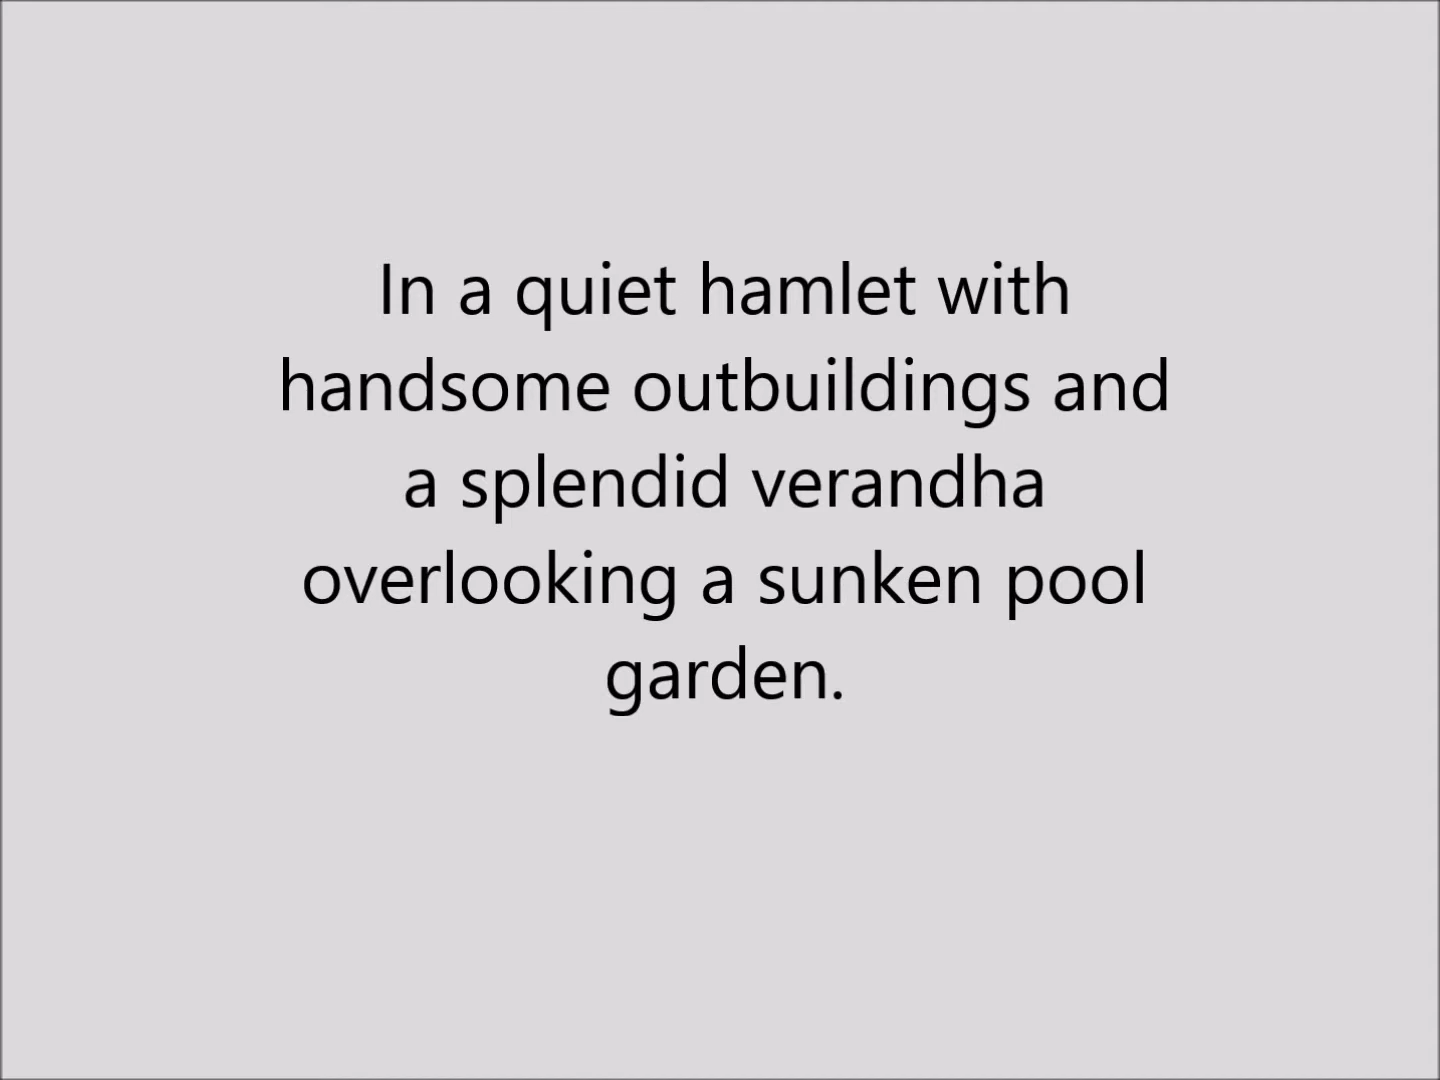 In a quiet hamlet with
handsome outbuildings and
a splendid verandha
overlooking a sunken pool
garden.